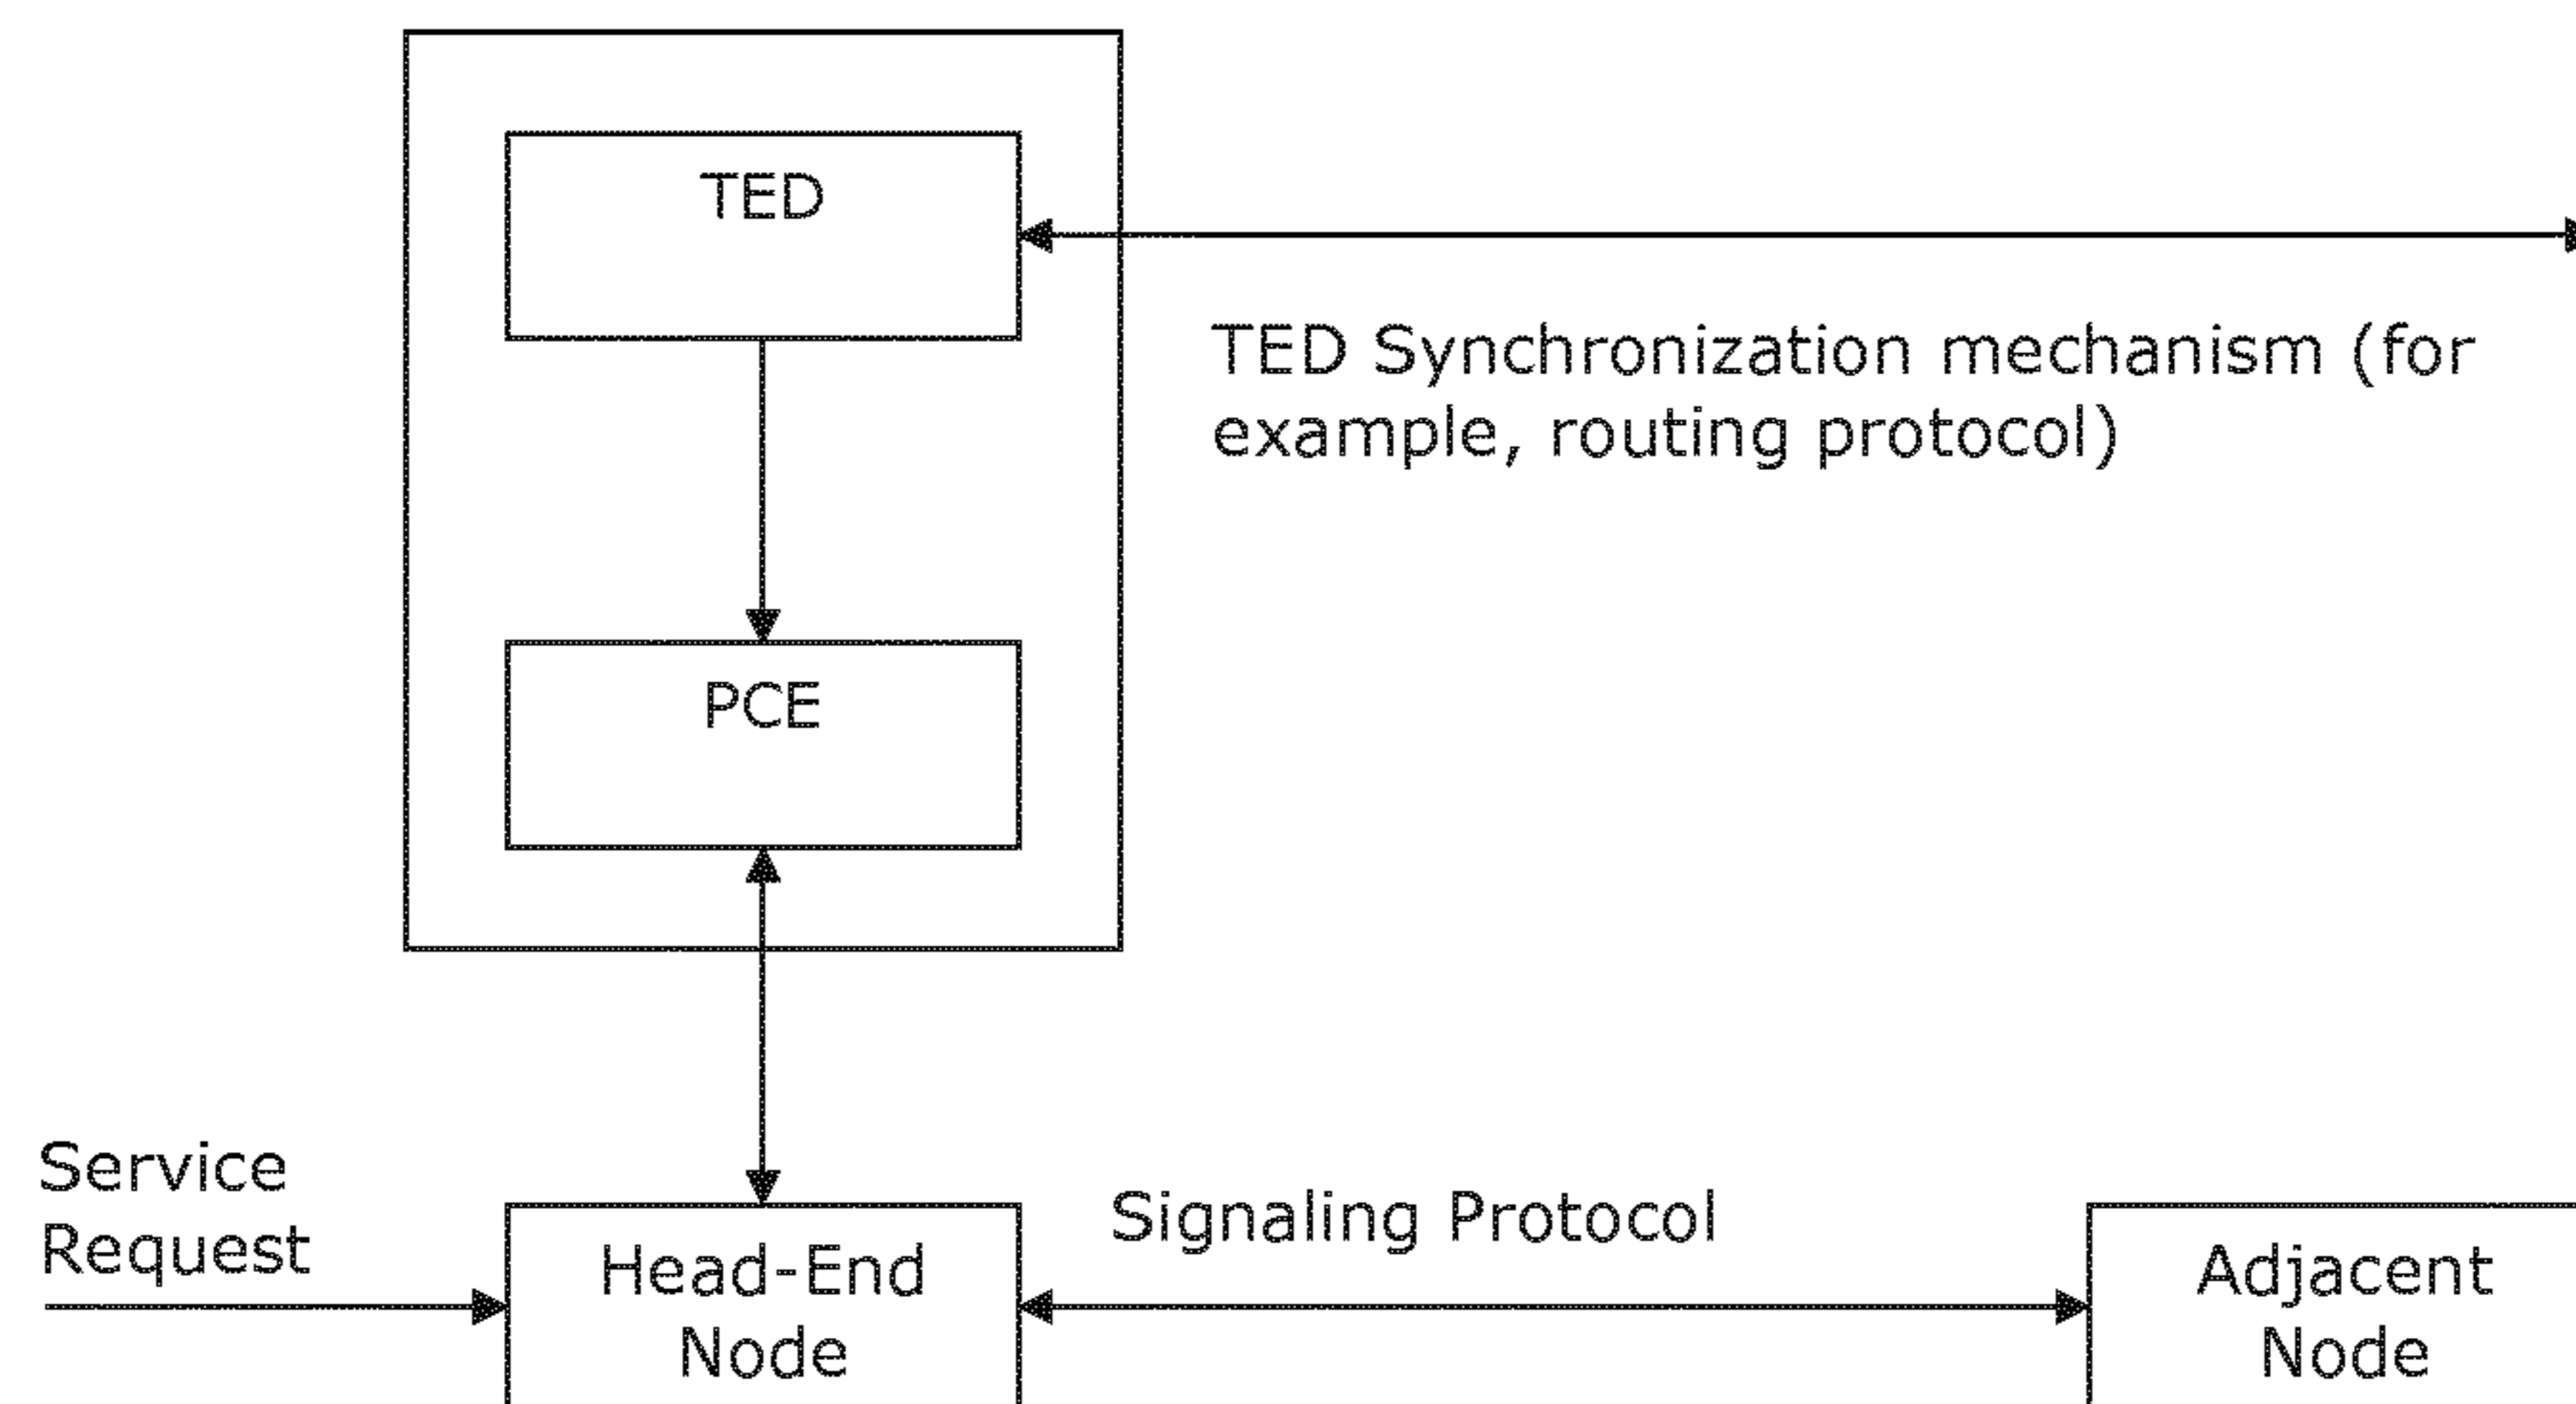 TED
TED Synchronization mechanism (for
example, routing protocol)
PCE
Service
Request
Head-End
Node
Signaling Protocol
Adjacent
Node